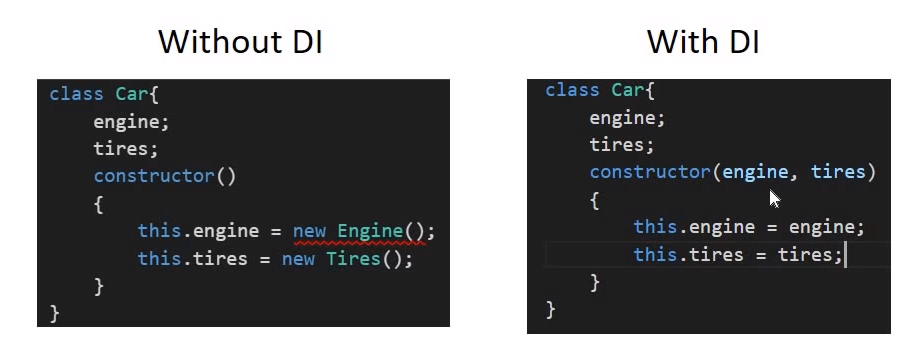 Without DI
class Car{
engine;
tires;
constructor()
{
this.engine = new Engine();
this.tires = new Tires();
}
}
With DI
class Car{
engine;
tires;
constructor(engine, tires)
{
this.engine = engine;
this.tires = tires;
}
}